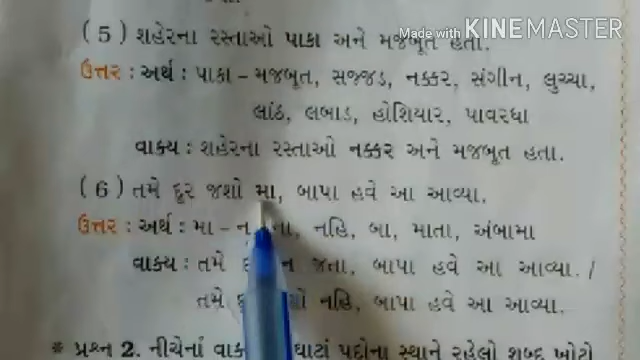 Made with KINEMASTER
(5) શહેરના રસ્તાઓ પાકા અને મજબૂત હતા.
ઉત્તર : અર્થ : પાકા – મજબૂત, સજ્જડ, નક્કર, સંગીન, લુચ્ચા,
લાંઠ, લબાડ, હોશિયાર, પાવરધા
વાક્ય : શહેરના રસ્તાઓ નક્કર અને મજબૂત હતા.
(6) તમે દૂર જશો મા, બાપા હવે આ આવ્યા.
ઉત્તર : અર્થ : મા – ન, ના, નહિ, બા, માતા, અંબામા
વાક્ય : તમે ન જતા, બાપા હવે આ આવ્યા. /
તમે નહિ, બાપા હવે આ આવ્યા.
* પ્રશ્ન 2. નીચેનાં ઘાટાં પદોના સ્થાને રહેલો શબ્દ ખોટો